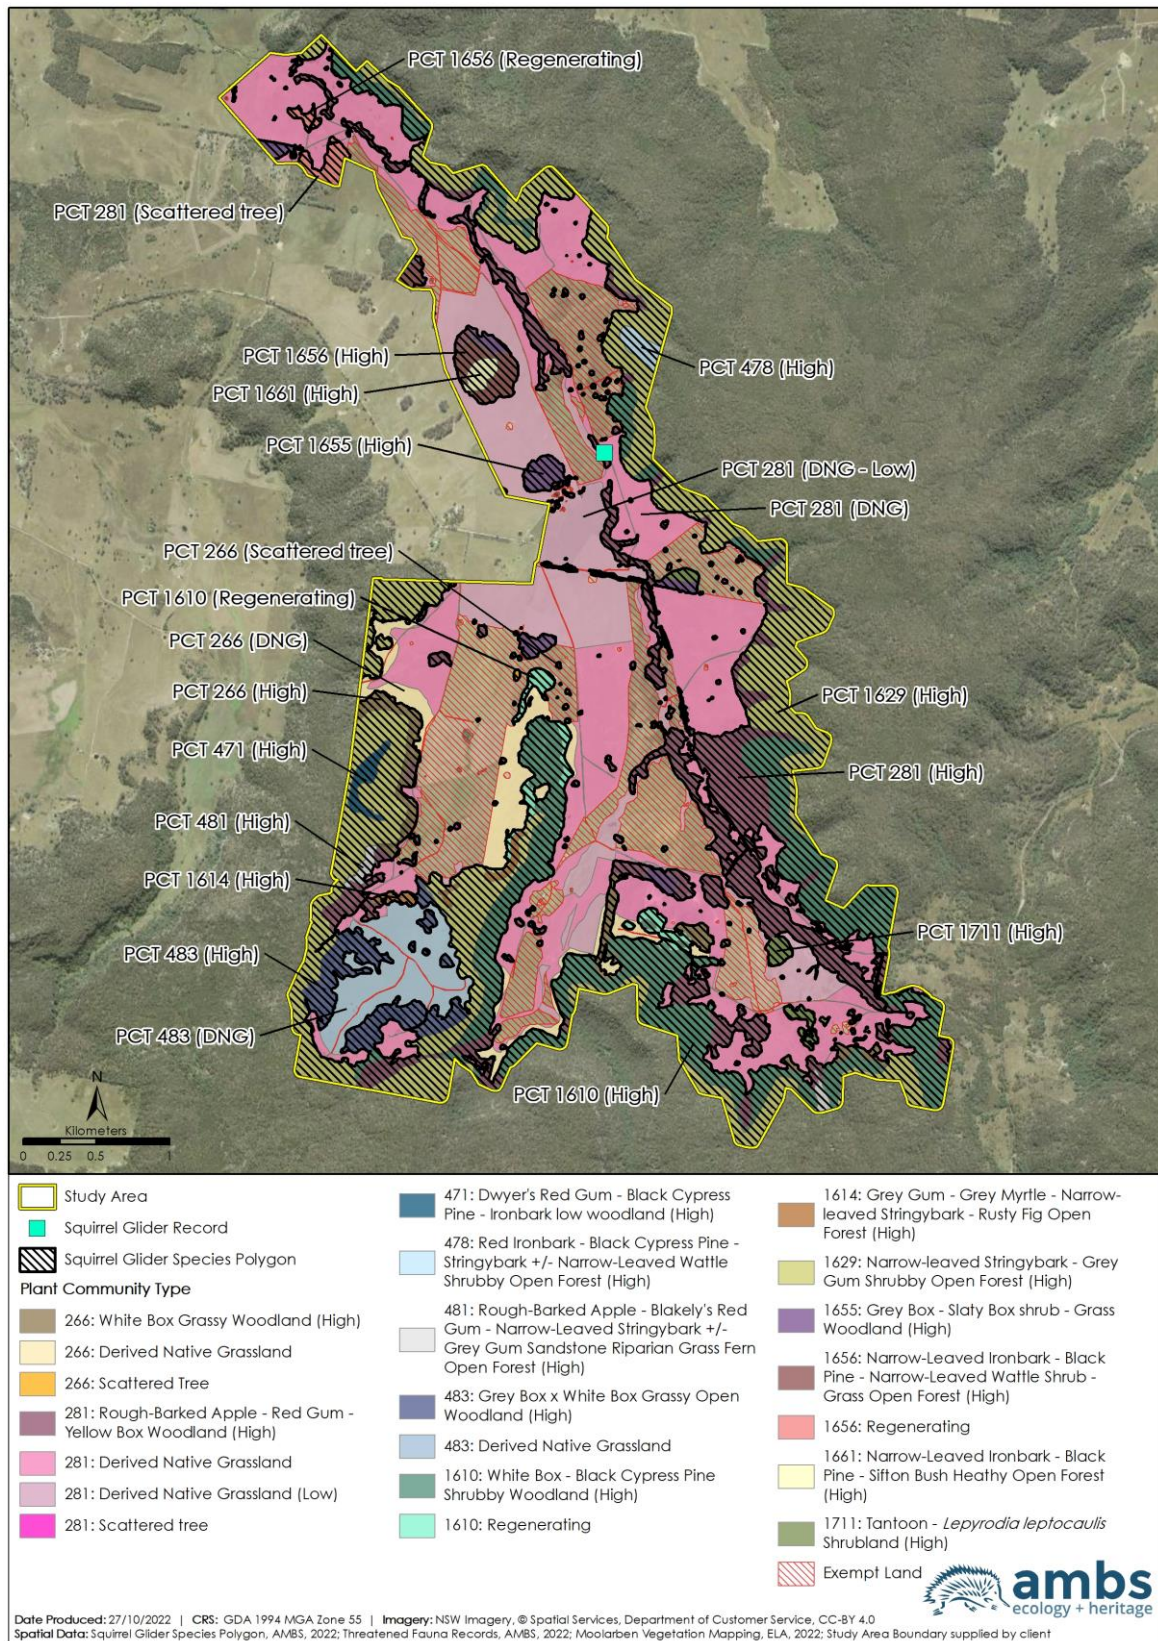 PCT 1656 (Regenerating)
PCT 281 (Scattered tree)
PCT 1656 (High)
PCT 478 (High)
PCT 1661 (High)
PCT 1655 (High)
PCT 281 (DNG - Low)
PCT 281 (DNG)
PCT 266 (Scattered tree)
PCT 1610 (Regenerating)
PCT 266 (DNG)
PCT 266 (High)
PCT 1629 (High)
PCT 471 (High)
PCT 281 (High)
PCT 481 (High)
PCT 1614 (High)
PCT 1711 (High)
PCT 483 (High)
PCT 483 (DNG)
PCT 1610 (High)
N
Kilometers
0 0.25 0.5 1
Study Area
Squirrel Glider Record
Squirrel Glider Species Polygon
Plant Community Type
266: White Box Grassy Woodland (High)
266: Derived Native Grassland
266: Scattered Tree
281: Rough-Barked Apple - Red Gum -
Yellow Box Woodland (High)
281: Derived Native Grassland
281: Derived Native Grassland (Low)
281: Scattered tree
471: Dwyer's Red Gum - Black Cypress
Pine - Ironbark low woodland (High)
478: Red Ironbark - Black Cypress Pine -
Stringybark +/- Narrow-Leaved Wattle
Shrubby Open Forest (High)
481: Rough-Barked Apple - Blakely's Red
Gum - Narrow-Leaved Stringybark +/-
Grey Gum Sandstone Riparian Grass Fern
Open Forest (High)
483: Grey Box x White Box Grassy Open
Woodland (High)
483: Derived Native Grassland
1610: White Box - Black Cypress Pine
Shrubby Woodland (High)
1610: Regenerating
1614: Grey Gum - Grey Myrtle - Narrow-
leaved Stringybark - Rusty Fig Open
Forest (High)
1629: Narrow-leaved Stringybark - Grey
Gum Shrubby Open Forest (High)
1655: Grey Box - Slaty Box shrub - Grass
Woodland (High)
1656: Narrow-Leaved Ironbark - Black
Pine - Narrow-Leaved Wattle Shrub -
Grass Open Forest (High)
1656: Regenerating
1661: Narrow-Leaved Ironbark - Black
Pine - Sifton Bush Heathy Open Forest
(High)
1711: Tantoon - Lepyrodia leptocaulis
Shrubland (High)
Exempt Land
ambs
ecology + heritage
Date Produced: 27/10/2022 | CRS: GDA 1994 MGA Zone 55 | Imagery: NSW Imagery, © Spatial Services, Department of Customer Service, CC-BY 4.0
Spatial Data: Squirrel Glider Species Polygon, AMBS, 2022; Threatened Fauna Records, AMBS, 2022; Moolarben Vegetation Mapping, ELA, 2022; Study Area Boundary supplied by client